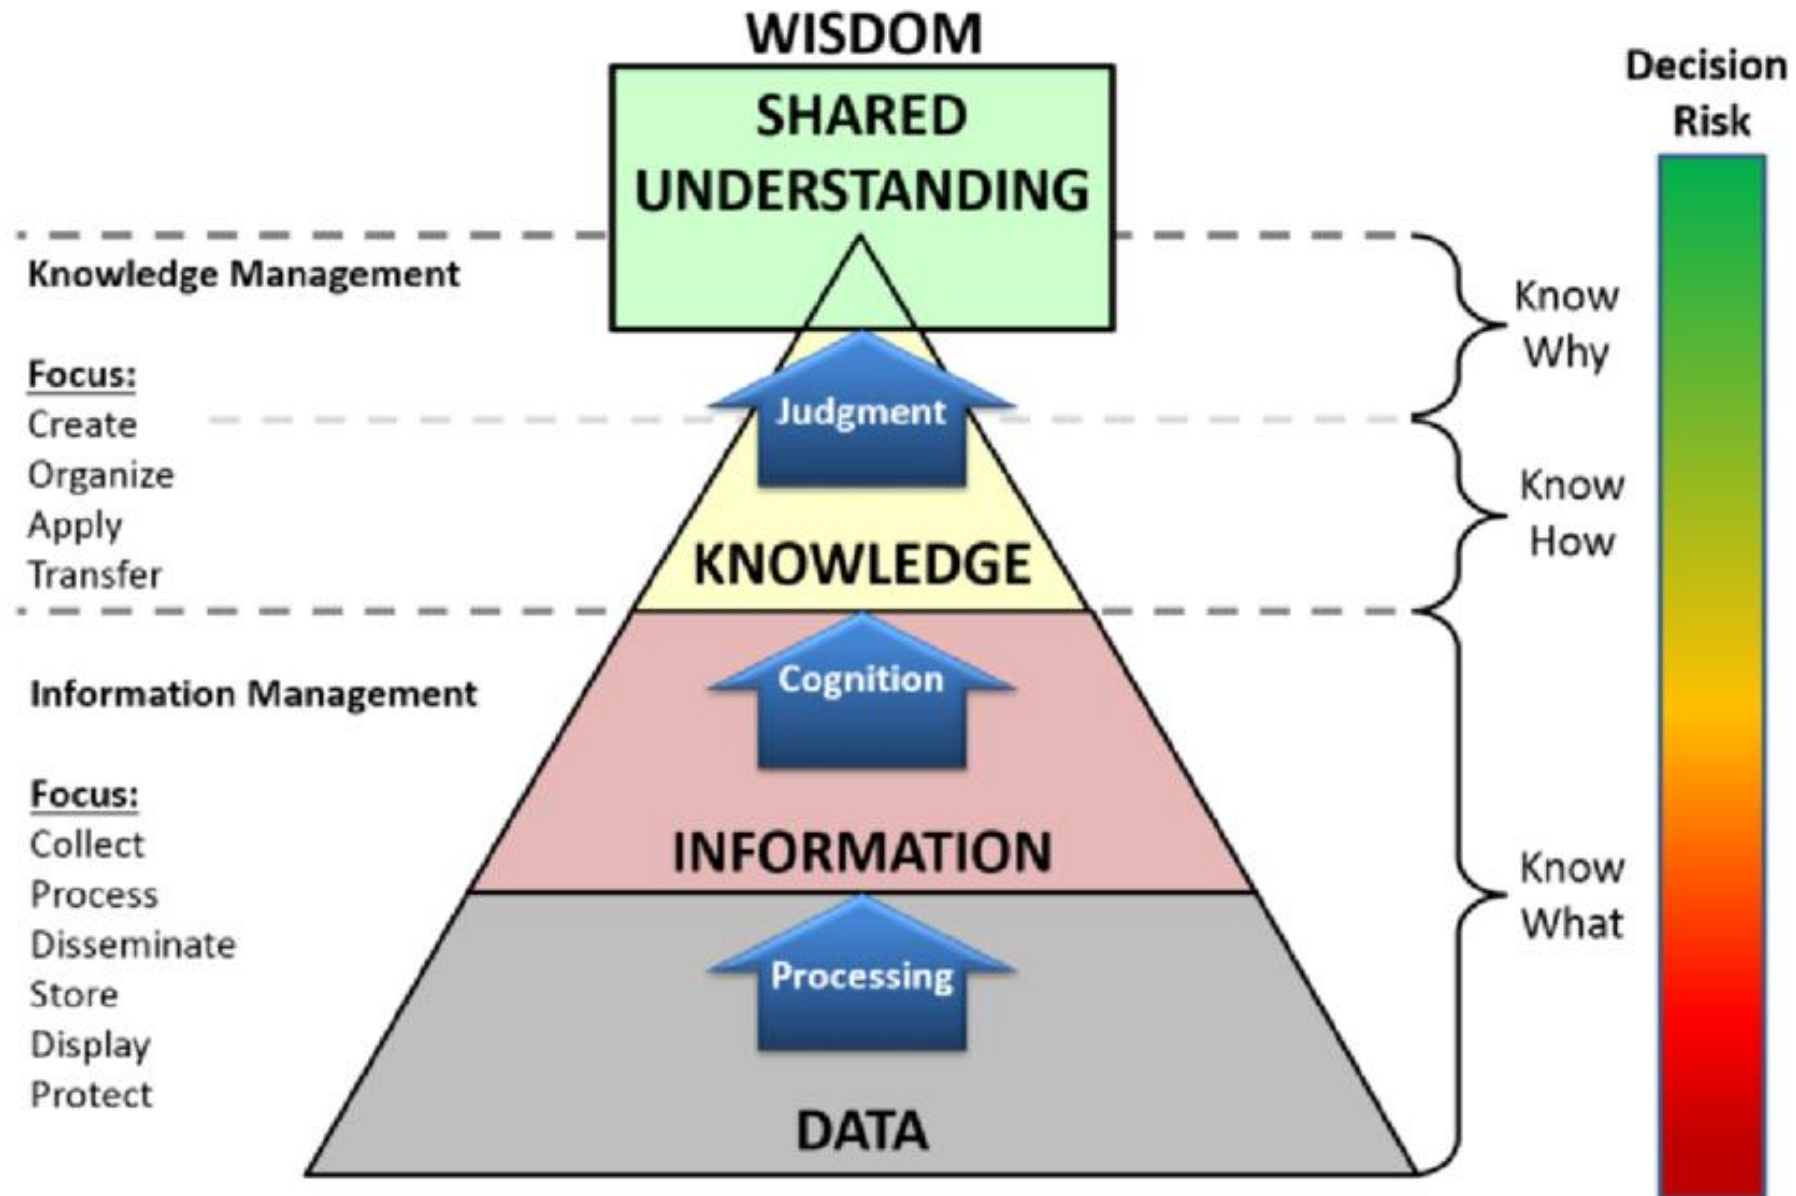 WISDOM
SHARED
UNDERSTANDING
Decision
Risk
Knowledge Management
Focus:
Create
Organize
Apply
Transfer
Judgment
KNOWLEDGE
Know
Why
Know
How
Information Management
Focus:
Collect
Process
Disseminate
Store
Display
Protect
Cognition
INFORMATION
Processing
DATA
Know
What